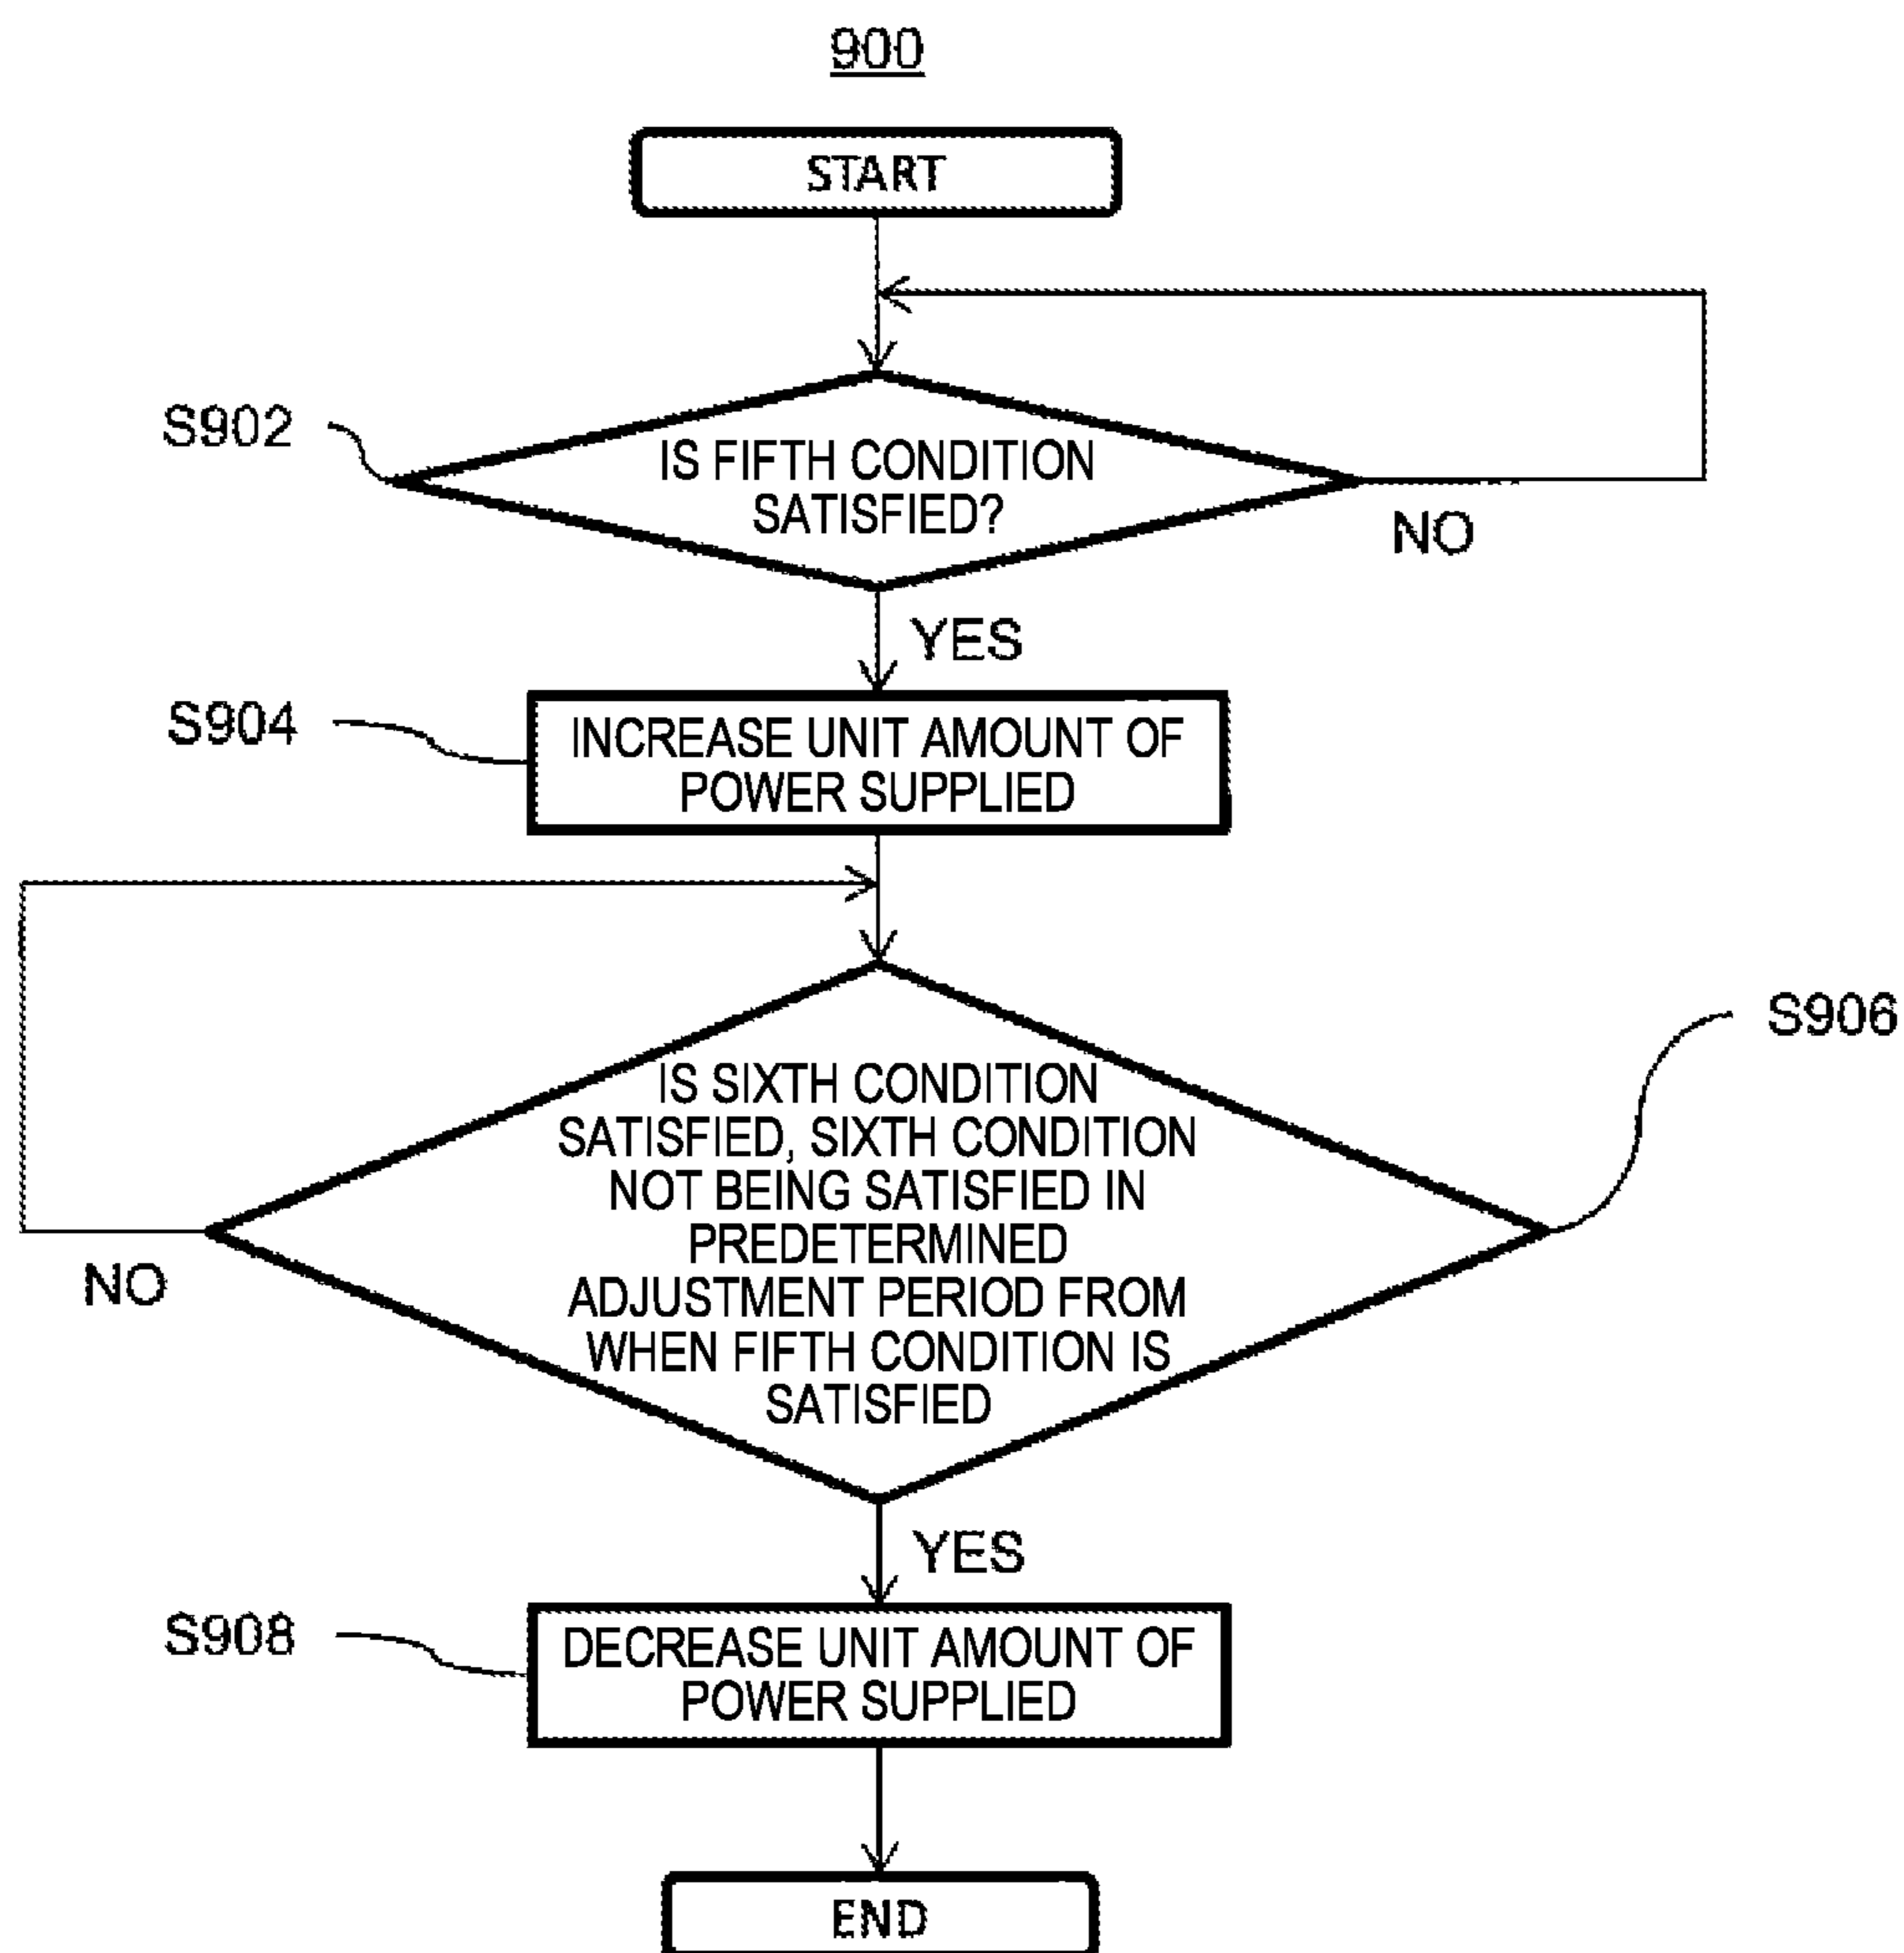 900
START
S902
IS FIFTH CONDITION
SATISFIED?
NO
YES
S904
INCREASE UNIT AMOUNT OF
POWER SUPPLIED
S906
IS SIXTH CONDITION
SATISFIED, SIXTH CONDITION
NOT BEING SATISFIED IN
PREDETERMINED
ADJUSTMENT PERIOD FROM
WHEN FIFTH CONDITION IS
SATISFIED
NO
YES
S908
DECREASE UNIT AMOUNT OF
POWER SUPPLIED
END